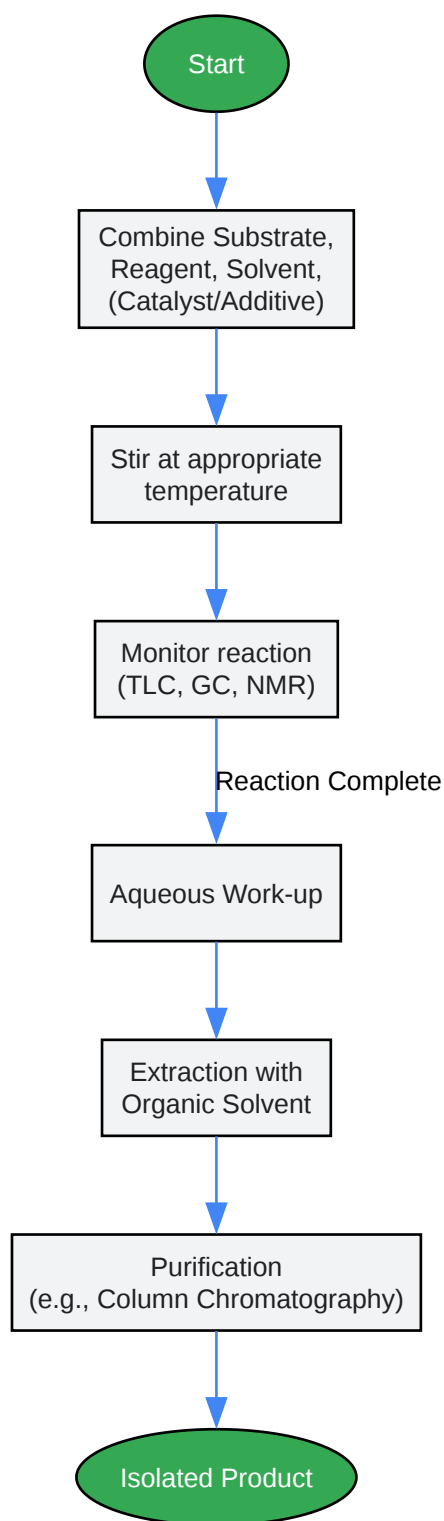 Start
Combine Substrate,
Reagent, Solvent,
(Catalyst/Additive)
Stir at appropriate
temperature
Monitor reaction
(TLC, GC, NMR)
Reaction Complete
Aqueous Work-up
Extraction with
Organic Solvent
Purification
(e.g., Column Chromatography)
Isolated Product